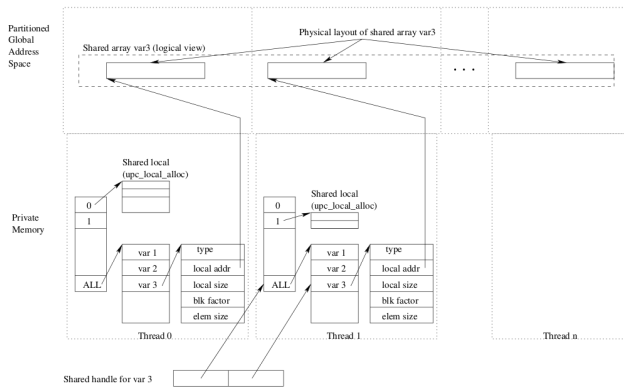 Partitioned
Global
Address
Space
Physical layout of shared array var3
Shared array var3 (logical view)
. . .
Private
Memory
Shared local
(upc_local_alloc)
0
1
ALL
var 1
var 2
var 3
type
local addr
local size
blk factor
elem size
Thread 0
Shared local
(upc_local_alloc)
0
1
ALL
var 1
var 2
var 3
type
local addr
local size
blk factor
elem size
Thread 1
Thread n
Shared handle for var 3